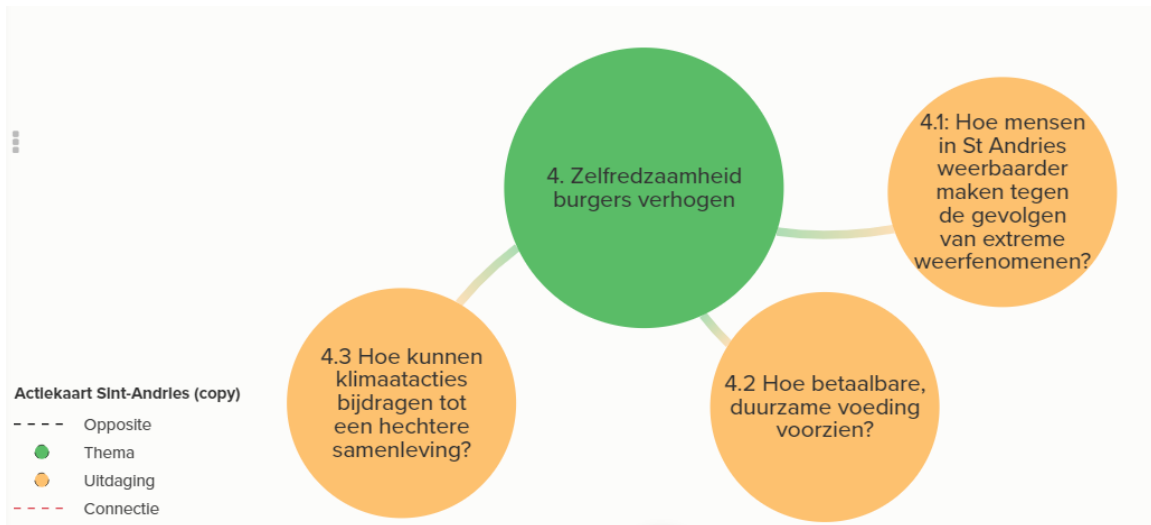 4. Zelfredzaamheid
burgers verhogen
4.1: Hoe mensen
in St Andries
weerbaarder
maken tegen
de gevolgen
van extreme
weerfenomenen?
4.2 Hoe betaalbare,
duurzame voeding
voorzien?
4.3 Hoe kunnen
klimaatacties
bijdragen tot
een hechtere
samenleving?
Actiekaart Sint-Andries (copy)
Opposite
Thema
Uitdaging
Connectie